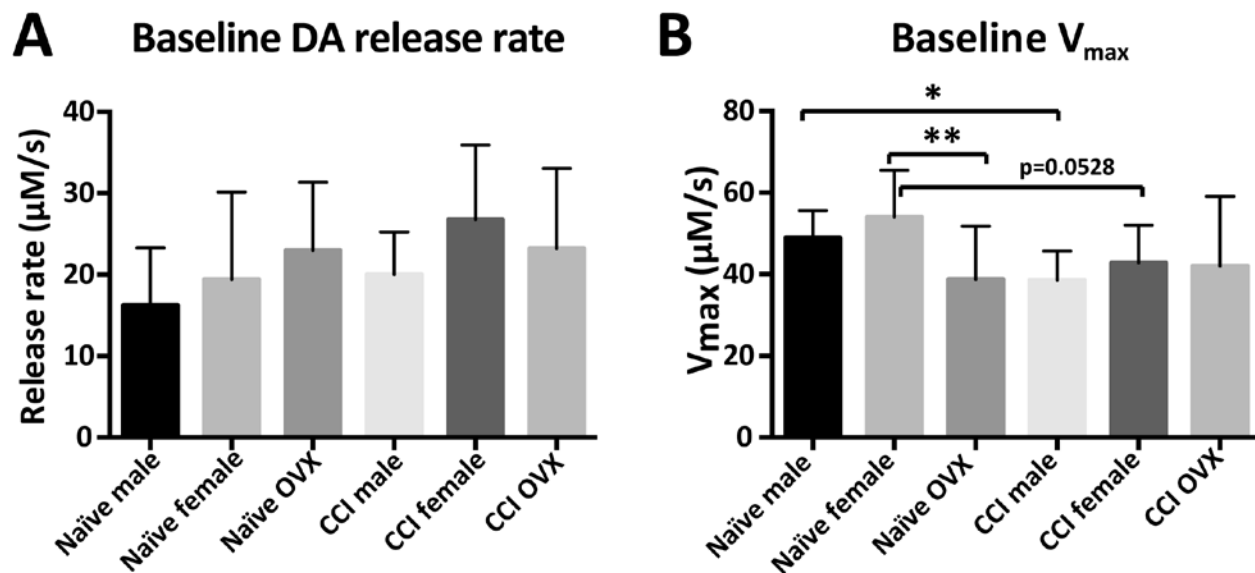 A Baseline DA release rate
Release rate (μM/s)
40
30
20
10
0
Naïve male
Naïve female
Naïve OVX
CCI male
CCI female
CCI OVX
B Baseline Vmax
Vmax (μM/s)
80
60
40
20
0
*
**
p=0.0528
Naïve male
Naïve female
Naïve OVX
CCI male
CCI female
CCI OVX